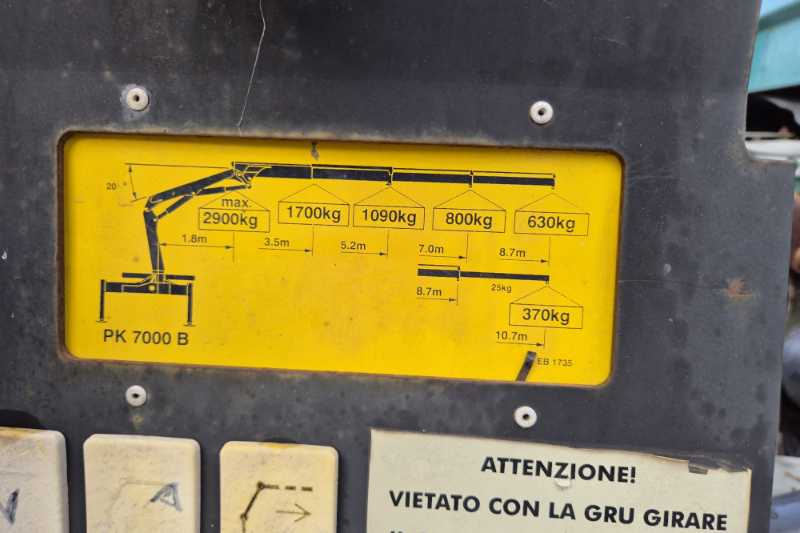 20°
max.
2900kg 1700kg 1090kg 800kg 630kg
1.8m 3.5m 5.2m 7.0m 8.7m
8.7m 25kg
370kg
10.7m
PK 7000 B
EB 1735
ATTENZIONE!
VIETATO CON LA GRU GIRARE